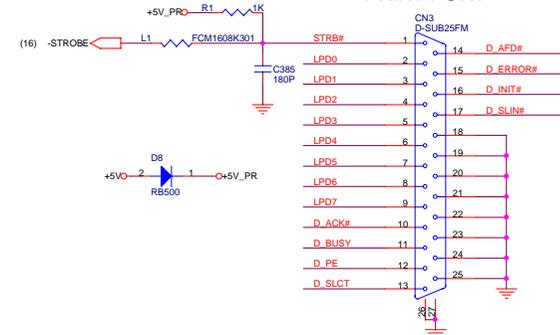 +5V_PR
R1
1K
CN3
D-SUB25FM
(16)
-STROBE
L1
FCM1608K301
STRB#
1
14
D_AFD#
LPD0
2
15
D_ERROR#
C385
180P
LPD1
3
16
D_INIT#
LPD2
4
17
D_SLIN#
LPD3
5
18
LPD4
6
19
D8
LPD5
7
20
+5V
2
1
+5V_PR
RB500
LPD6
8
21
LPD7
9
22
D_ACK#
10
23
D_BUSY
11
24
D_PE
12
25
D_SLCT
13
26
27